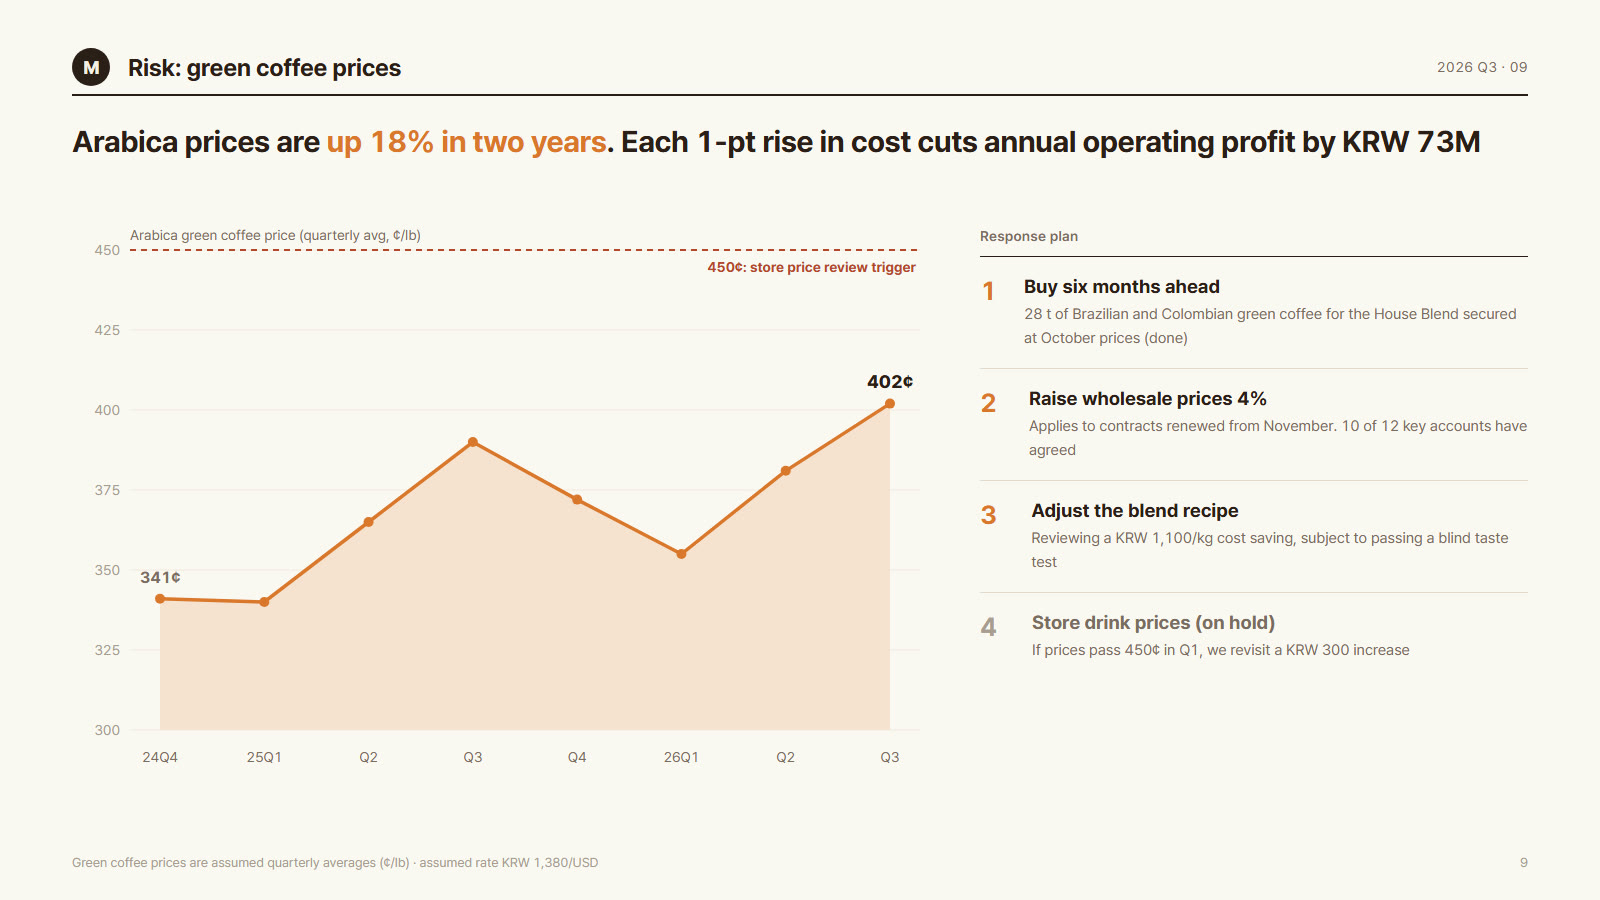 M
Risk: green coffee prices
2026 Q3 · 09
Arabica prices are up 18% in two years. Each 1-pt rise in cost cuts annual operating profit by KRW 73M
Arabica green coffee price (quarterly avg, ¢/lb)
450
450¢: store price review trigger
425
400
375
350
325
300
341¢
402¢
24Q4
25Q1
Q2
Q3
Q4
26Q1
Q2
Q3
Response plan
1
Buy six months ahead
28 t of Brazilian and Colombian green coffee for the House Blend secured
at October prices (done)
2
Raise wholesale prices 4%
Applies to contracts renewed from November. 10 of 12 key accounts have
agreed
3
Adjust the blend recipe
Reviewing a KRW 1,100/kg cost saving, subject to passing a blind taste
test
4
Store drink prices (on hold)
If prices pass 450¢ in Q1, we revisit a KRW 300 increase
Green coffee prices are assumed quarterly averages (¢/lb) · assumed rate KRW 1,380/USD
9